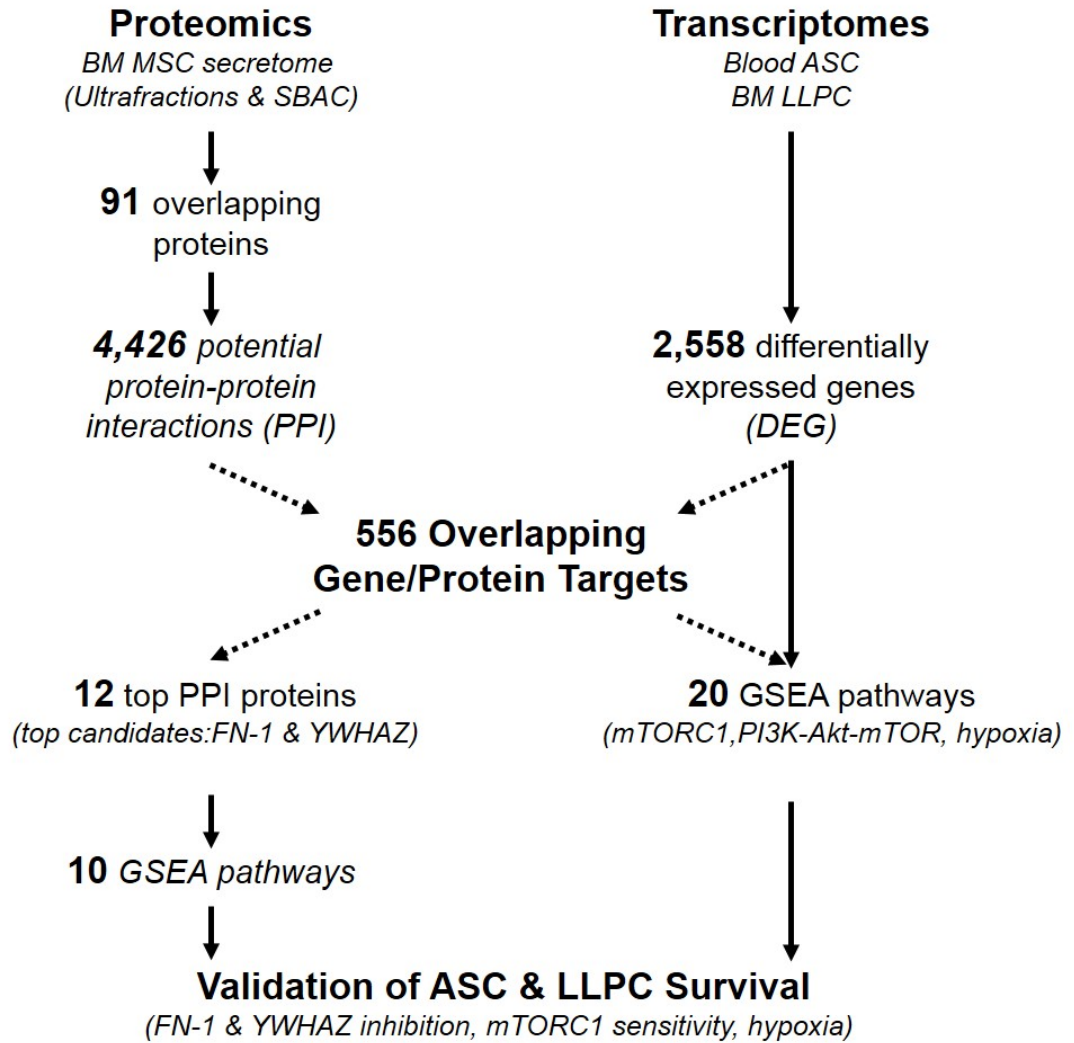 Proteomics
BM MSC secretome
(Ultrafractions & SBAC)
Transcriptomes
Blood ASC
BM LLPC
91 overlapping
proteins
4,426 potential
protein-protein
interactions (PPI)
2,558 differentially
expressed genes
(DEG)
556 Overlapping
Gene/Protein Targets
12 top PPI proteins
(top candidates:FN-1 & YWHAZ)
20 GSEA pathways
(mTORC1,PI3K-Akt-mTOR, hypoxia)
10 GSEA pathways
Validation of ASC & LLPC Survival
(FN-1 & YWHAZ inhibition, mTORC1 sensitivity, hypoxia)